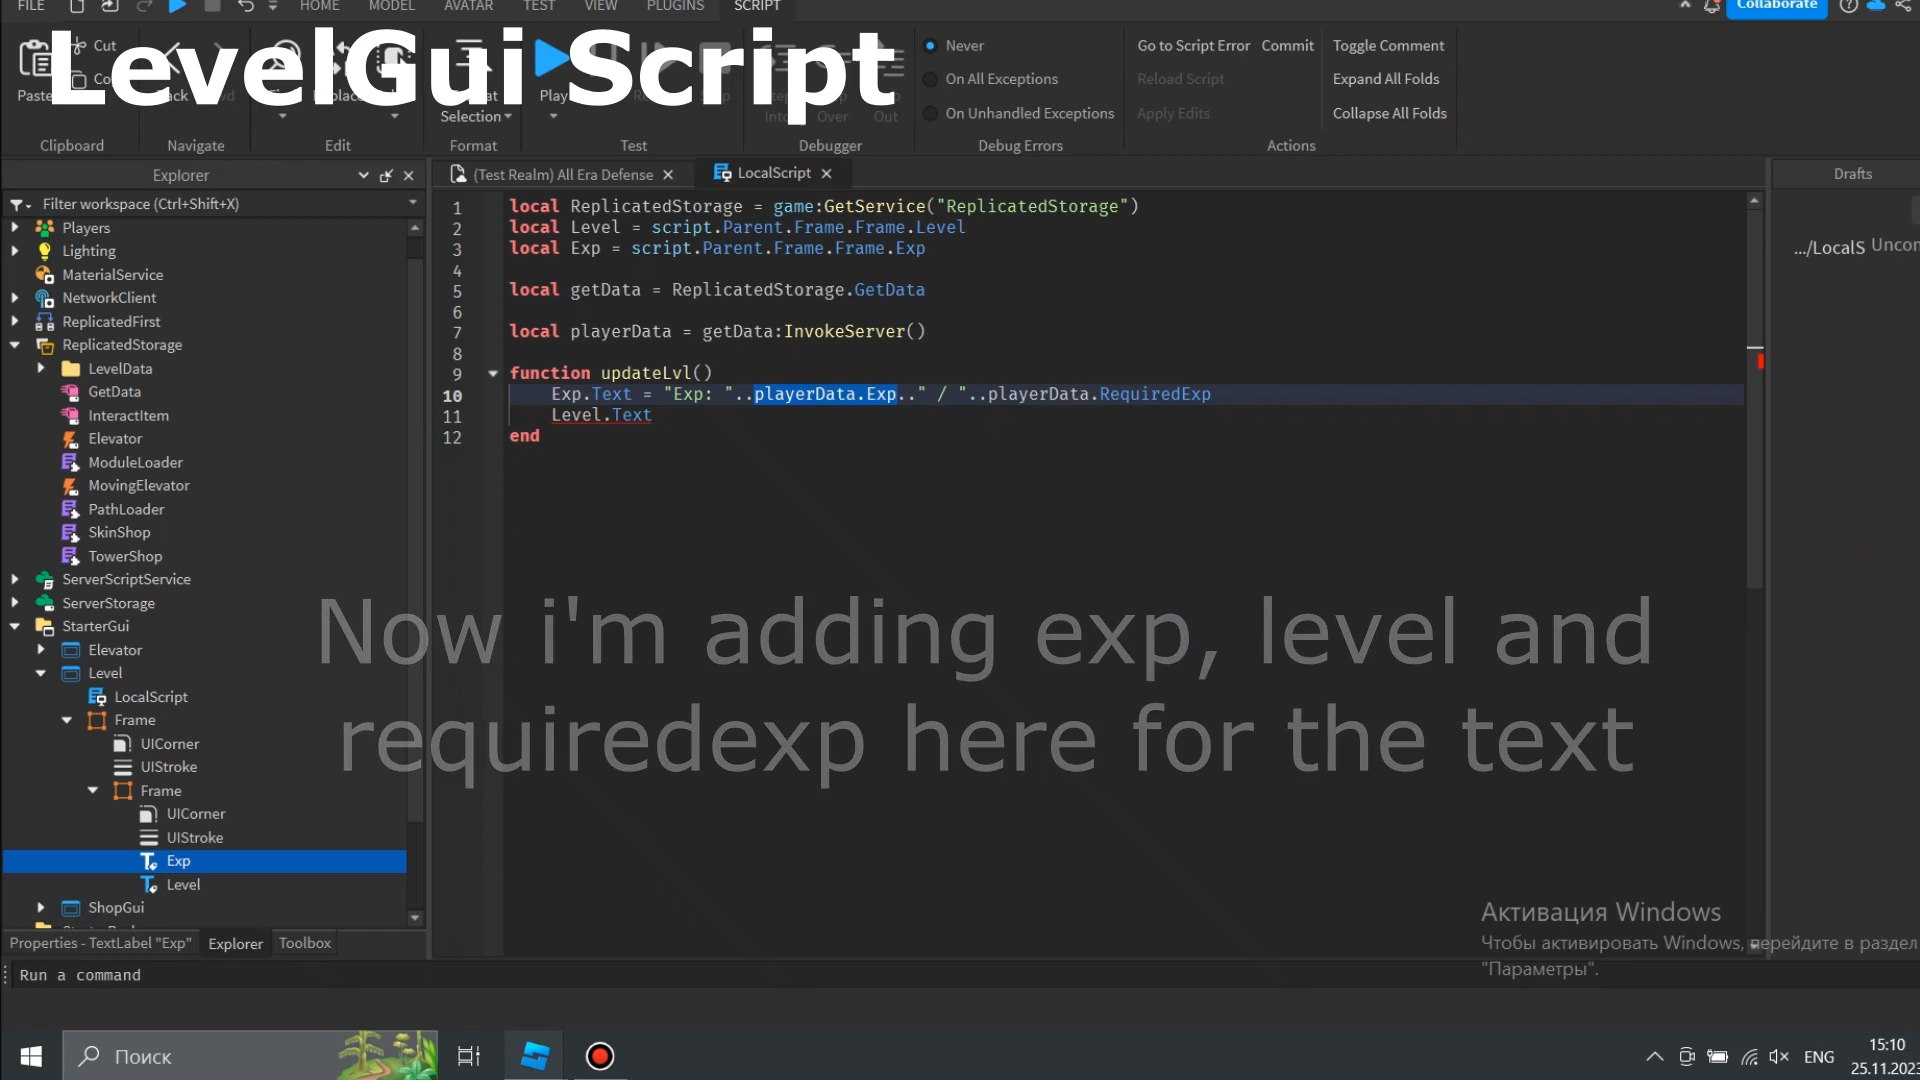 FILE HOME MODEL AVATAR TEST VIEW PLUGINS SCRIPT Collaborate
LevelGui Script
Cut
Paste
Selection
Play
Never
On All Exceptions
On Unhandled Exceptions
Go to Script Error Commit Toggle Comment
Reload Script Expand All Folds
Apply Edits Collapse All Folds
Into Over Out
Clipboard Navigate Edit Format Test Debugger Debug Errors Actions
Explorer
(Test Realm) All Era Defense
LocalScript
Drafts
Filter workspace (Ctrl+Shift+X)
.../LocalS Uncon
Players
Lighting
MaterialService
NetworkClient
ReplicatedFirst
ReplicatedStorage
LevelData
GetData
InteractItem
Elevator
ModuleLoader
MovingElevator
PathLoader
SkinShop
TowerShop
ServerScriptService
ServerStorage
StarterGui
Elevator
Level
LocalScript
Frame
UICorner
UIStroke
Frame
UICorner
UIStroke
Exp
Level
ShopGui
Properties - TextLabel "Exp" Explorer Toolbox
1 local ReplicatedStorage = game:GetService("ReplicatedStorage")
2 local Level = script.Parent.Frame.Frame.Level
3 local Exp = script.Parent.Frame.Frame.Exp
4
5 local getData = ReplicatedStorage.GetData
6
7 local playerData = getData:InvokeServer()
8
9 function updateLvl()
10 Exp.Text = "Exp: "..playerData.Exp.." / "..playerData.RequiredExp
11 Level.Text
12 end
Now i'm adding exp, level and
requiredexp here for the text
Активация Windows
Чтобы активировать Windows, перейдите в раздел
"Параметры".
Run a command
Поиск
ENG
15:10
25.11.2023